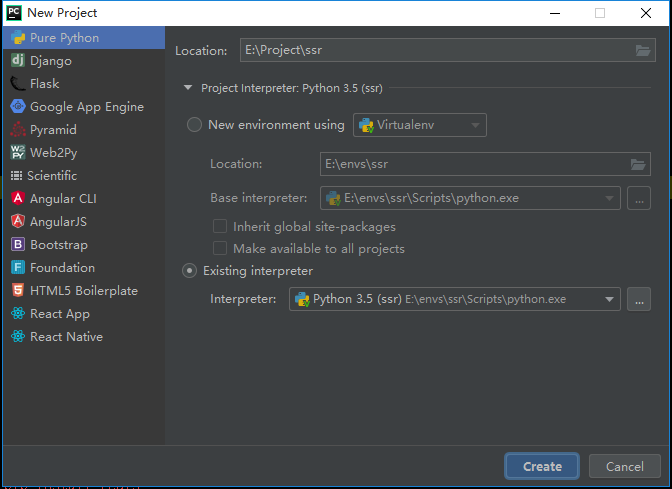 New Project
Pure Python
Django
Flask
Google App Engine
Pyramid
Web2Py
Scientific
Angular CLI
AngularJS
Bootstrap
Foundation
HTML5 Boilerplate
React App
React Native
Location: E:\Project\ssr
Project Interpreter: Python 3.5 (ssr)
New environment using Virtualenv
Location: E:\envs\ssr
Base interpreter: E:\envs\ssr\Scripts\python.exe ...
Inherit global site-packages
Make available to all projects
Existing interpreter
Interpreter: Python 3.5 (ssr) E:\envs\ssr\Scripts\python.exe ...
Create Cancel